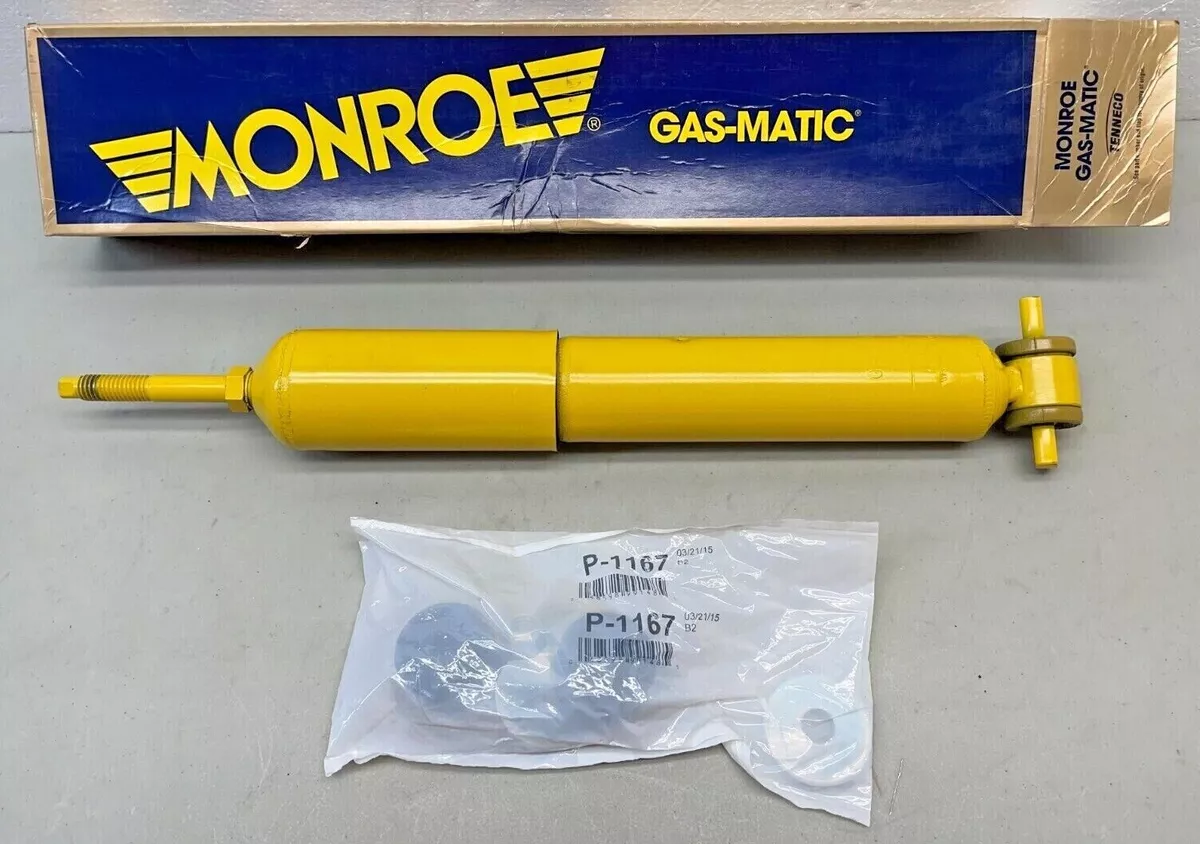 MONROE®
GAS-MATIC®
MONROE
GAS-MATIC®
TENNECO
P-1167 03/21/15
B2
P-1167 03/21/15
B2